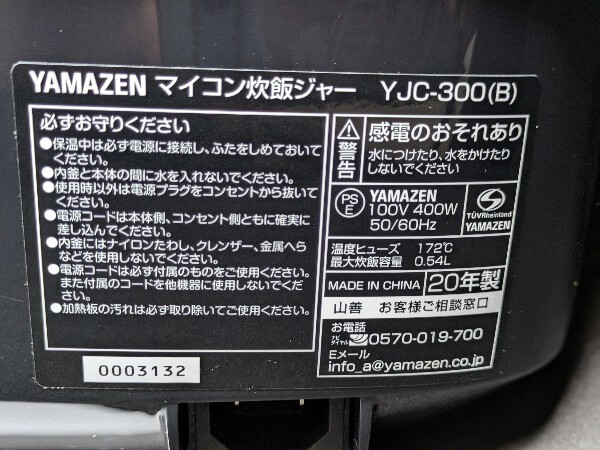 YAMAZEN マイコン炊飯ジャー YJC-300(B)
必ずお守りください
●保温中は必ず電源に接続し、ふたをしめておいて
ください。
●内釜と本体の間に水を入れないでください。
●使用時以外は電源プラグをコンセントから抜いて
ください。
●電源コードは本体側、コンセント側ともに確実に
差し込んでください。
●内釜にはナイロンたわし、クレンザー、金属へら
などを使用しないでください。
●電源コードは必ず付属のものをご使用ください。
また付属のコードを他機器に使用しないで
ください。
●加熱板の汚れは必ず取り除いてご使用ください。
0003132
警告
感電のおそれあり
水につけたり、水をかけたり
しないでください
PS
E
YAMAZEN
100V 400W
50/60Hz
TÜVRheinland
YAMAZEN
温度ヒューズ 172℃
最大炊飯容量 0.54L
MADE IN CHINA
20年製
山善 お客様ご相談窓口
お電話
ナビダイヤル 0570-019-700
Eメール
info_a@yamazen.co.jp